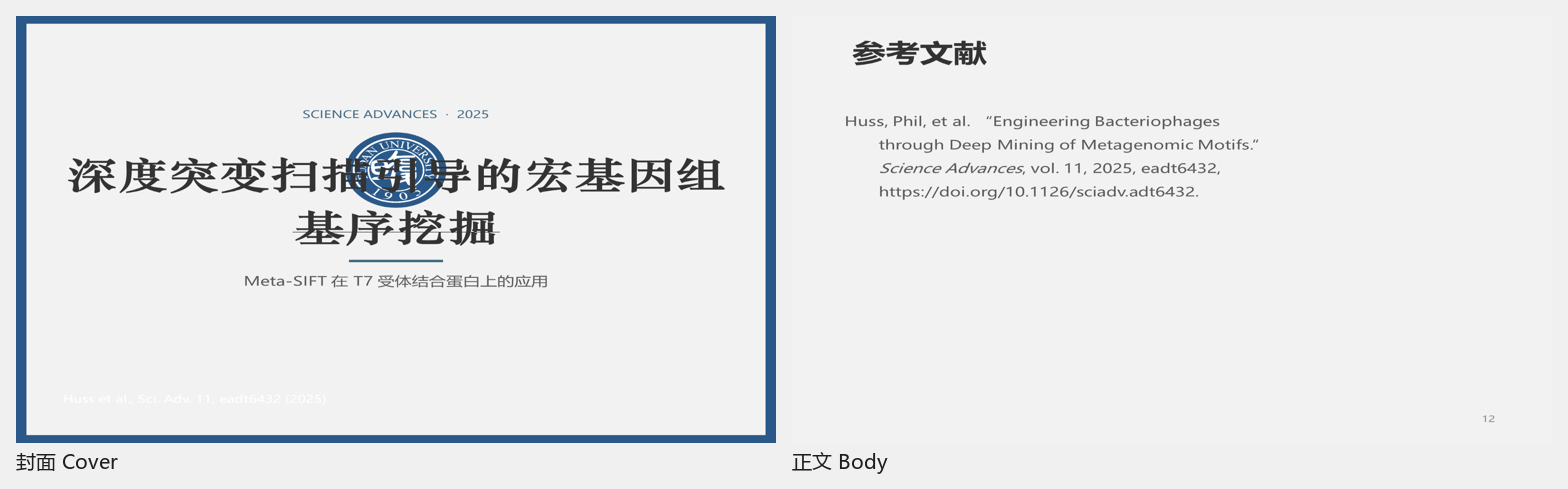 SCIENCE ADVANCES · 2025
深度突变扫描引导的宏基因组
基序挖掘
1905
Meta-SIFT 在 T7 受体结合蛋白上的应用
Huss et al., Sci. Adv. 11, eadt6432 (2025)
封面 Cover
参考文献
Huss, Phil, et al. “Engineering Bacteriophages
through Deep Mining of Metagenomic Motifs.“
Science Advances, vol. 11, 2025, eadt6432,
https://doi.org/10.1126/sciadv.adt6432.
12
正文 Body